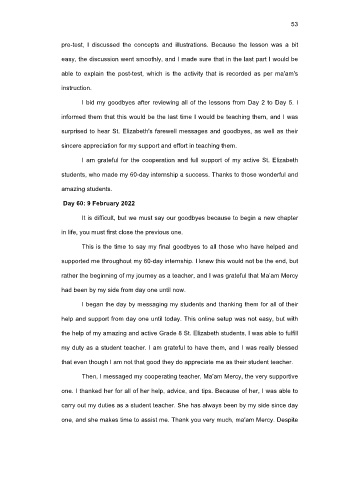 53
pre-test, I discussed the concepts and illustrations. Because the lesson was a bit
easy, the discussion went smoothly, and I made sure that in the last part I would be
able to explain the post-test, which is the activity that is recorded as per ma'am's
instruction.
I bid my goodbyes after reviewing all of the lessons from Day 2 to Day 5. I
informed them that this would be the last time I would be teaching them, and I was
surprised to hear St. Elizabeth's farewell messages and goodbyes, as well as their
sincere appreciation for my support and effort in teaching them.
I am grateful for the cooperation and full support of my active St. Elizabeth
students, who made my 60-day internship a success. Thanks to those wonderful and
amazing students.
Day 60: 9 February 2022
It is difficult, but we must say our goodbyes because to begin a new chapter
in life, you must first close the previous one.
This is the time to say my final goodbyes to all those who have helped and
supported me throughout my 60-day internship. I knew this would not be the end, but
rather the beginning of my journey as a teacher, and I was grateful that Ma'am Mercy
had been by my side from day one until now.
I began the day by messaging my students and thanking them for all of their
help and support from day one until today. This online setup was not easy, but with
the help of my amazing and active Grade 8 St. Elizabeth students, I was able to fulfill
my duty as a student teacher. I am grateful to have them, and I was really blessed
that even though I am not that good they do appreciate me as their student teacher.
Then, I messaged my cooperating teacher, Ma'am Mercy, the very supportive
one. I thanked her for all of her help, advice, and tips. Because of her, I was able to
carry out my duties as a student teacher. She has always been by my side since day
one, and she makes time to assist me. Thank you very much, ma'am Mercy. Despite